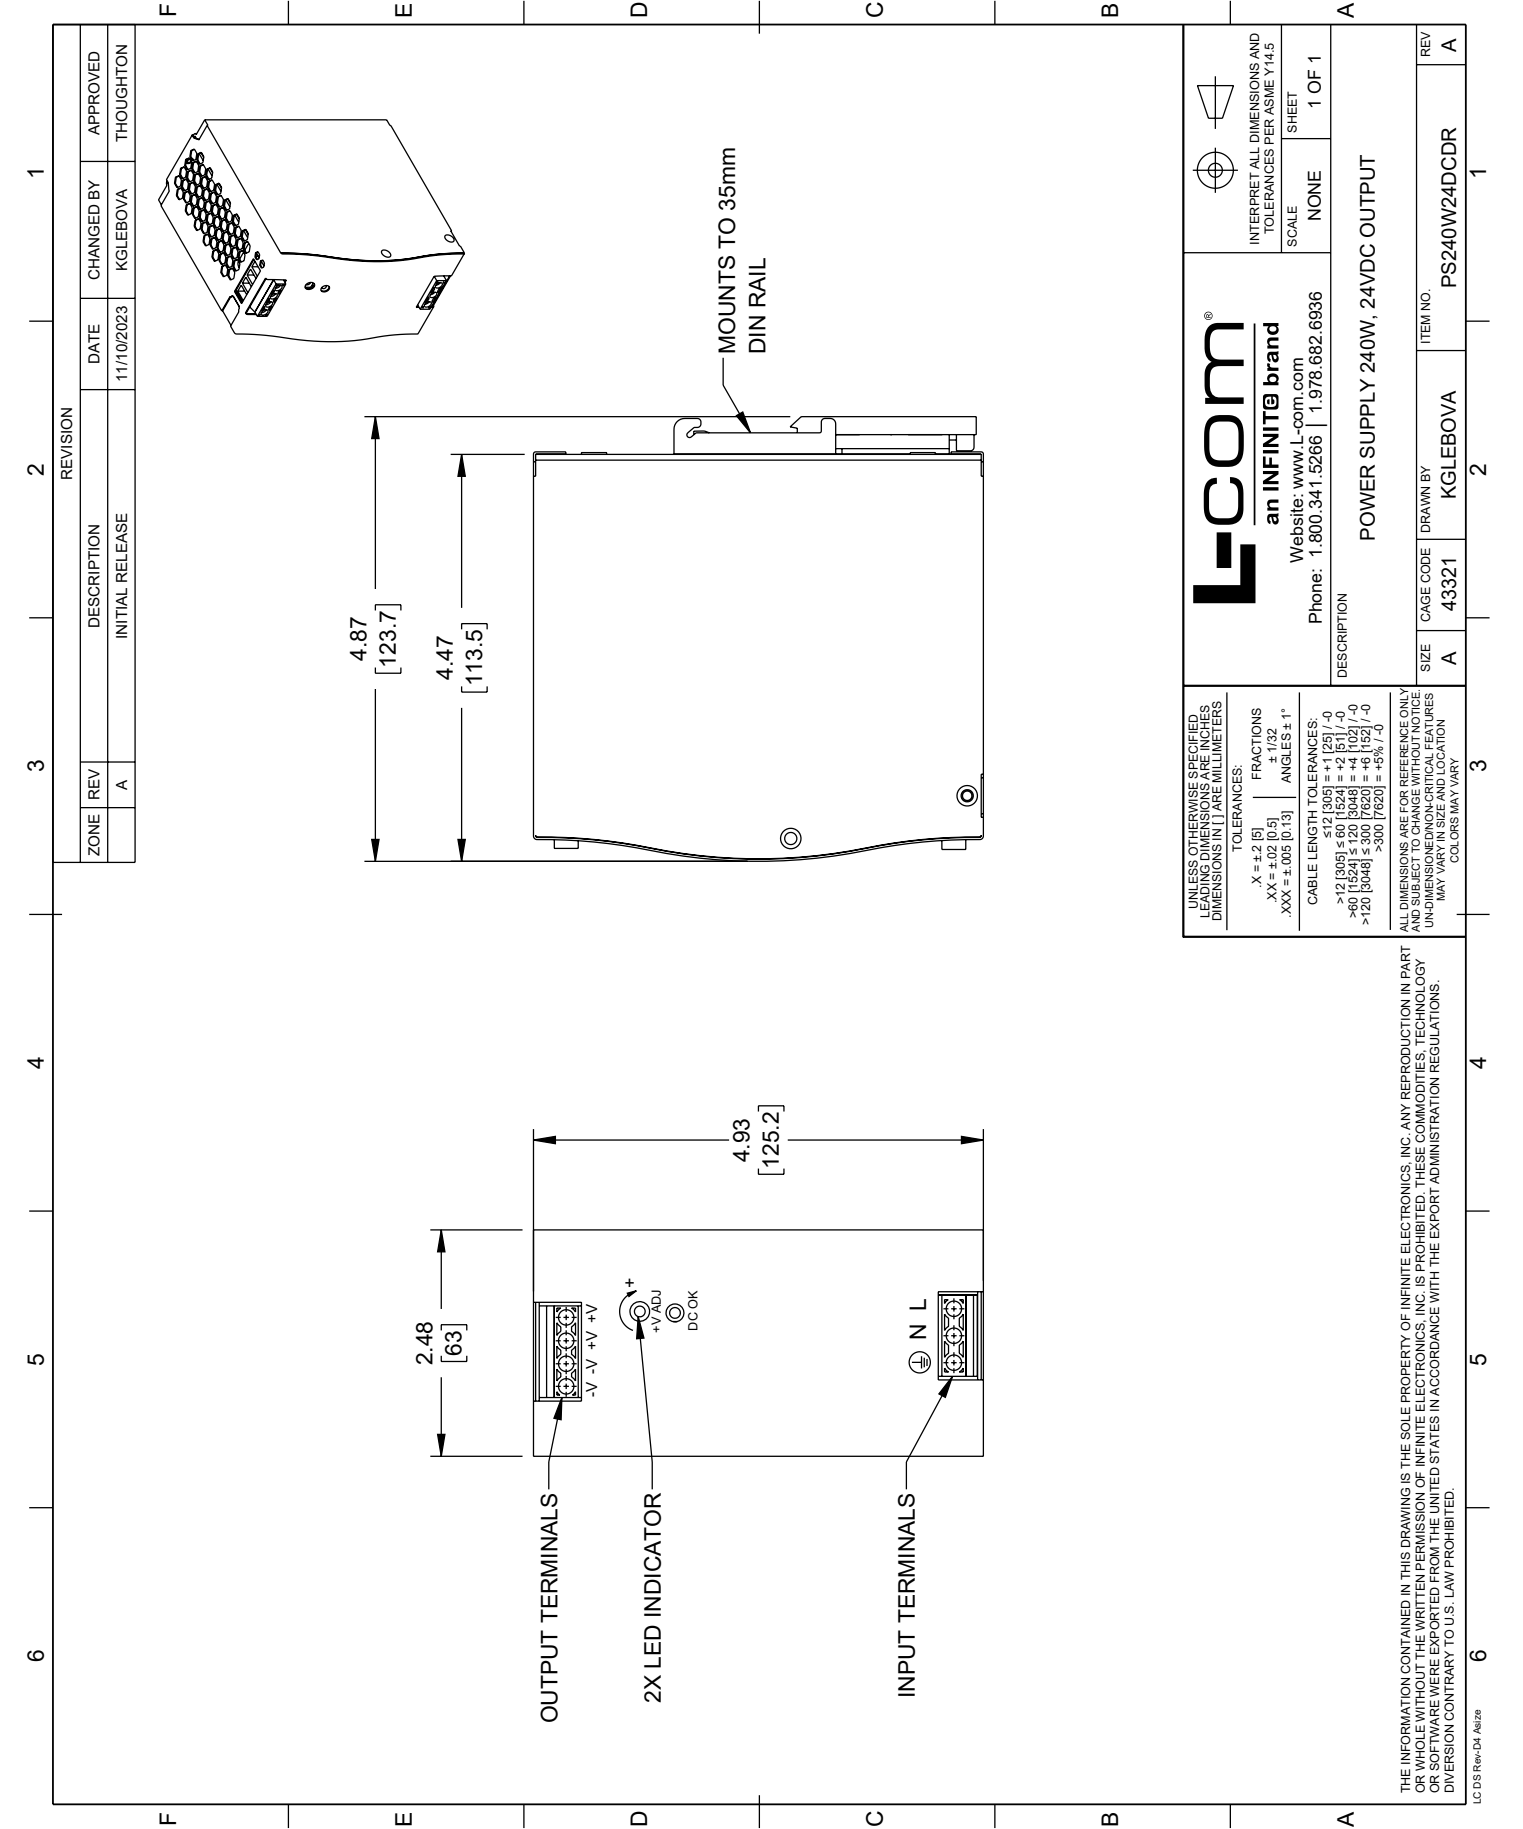 REVISION
ZONE REV DESCRIPTION DATE CHANGED BY APPROVED
A INITIAL RELEASE 11/10/2023 KGLEBOVA THOUGHTON
6 5 4 3 2 1
F
E
D
C
B
A
F
E
D
C
B
A
4.87
[123.7]
4.47
[113.5]
MOUNTS TO 35mm
DIN RAIL
2.48
[63]
4.93
[125.2]
OUTPUT TERMINALS
-V -V +V +V
2X LED INDICATOR
+
+V ADJ
DC OK
INPUT TERMINALS
N L
UNLESS OTHERWISE SPECIFIED
LEADING DIMENSIONS ARE INCHES
DIMENSIONS IN [ ] ARE MILLIMETERS
TOLERANCES:
.X = ±.2 [5]
.XX = ±.02 [0.5]
.XXX = ±.005 [0.13]
FRACTIONS
± 1/32
ANGLES ± 1°
CABLE LENGTH TOLERANCES:
≤12 [305] = +1 [25] / -0
>12 [305] ≤ 60 [1524] = +2 [51] / -0
>60 [1524] ≤ 120 [3048] = +4 [102] / -0
>120 [3048] ≤ 300 [7620] = +6 [152] / -0
>300 [7620] = +5% / -0
ALL DIMENSIONS ARE FOR REFERENCE ONLY
AND SUBJECT TO CHANGE WITHOUT NOTICE.
UN-DIMENSIONED/NON-CRITICAL FEATURES
MAY VARY IN SIZE AND LOCATION
COLORS MAY VARY
L-com®
an INFINITe brand
Website: www.L-com.com
Phone: 1.800.341.5266 | 1.978.682.6936
INTERPRET ALL DIMENSIONS AND
TOLERANCES PER ASME Y14.5
SCALE
NONE
SHEET
1 OF 1
DESCRIPTION
POWER SUPPLY 240W, 24VDC OUTPUT
SIZE
A
CAGE CODE
43321
DRAWN BY
KGLEBOVA
ITEM NO.
PS240W24DCDR
REV
A
THE INFORMATION CONTAINED IN THIS DRAWING IS THE SOLE PROPERTY OF INFINITE ELECTRONICS, INC. ANY REPRODUCTION IN PART
OR WHOLE WITHOUT THE WRITTEN PERMISSION OF INFINITE ELECTRONICS, INC. IS PROHIBITED. THESE COMMODITIES, TECHNOLOGY
OR SOFTWARE WERE EXPORTED FROM THE UNITED STATES IN ACCORDANCE WITH THE EXPORT ADMINISTRATION REGULATIONS.
DIVERSION CONTRARY TO U.S. LAW PROHIBITED.
6 5 4 3 2 1
LC DS Rev-D4 Asize